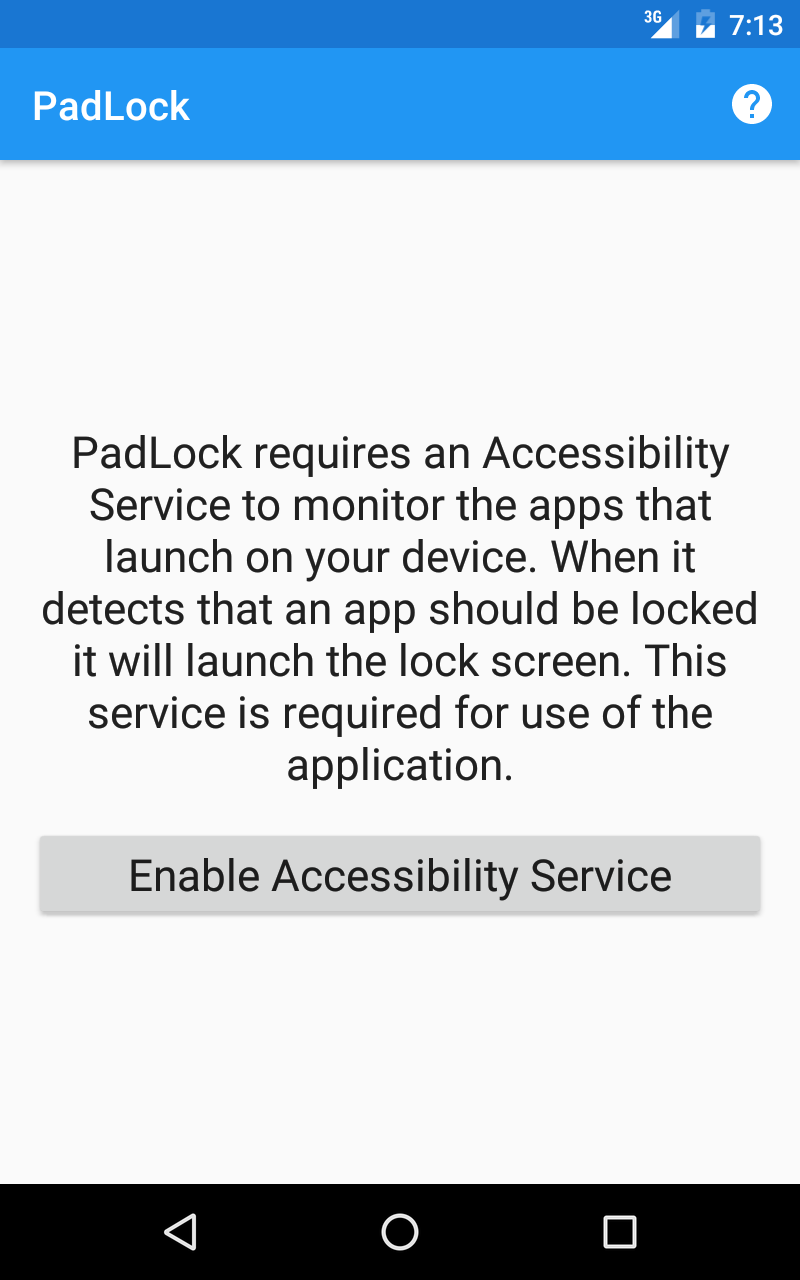 3G 7:13
PadLock
PadLock requires an Accessibility
Service to monitor the apps that
launch on your device. When it
detects that an app should be locked
it will launch the lock screen. This
service is required for use of the
application.
Enable Accessibility Service